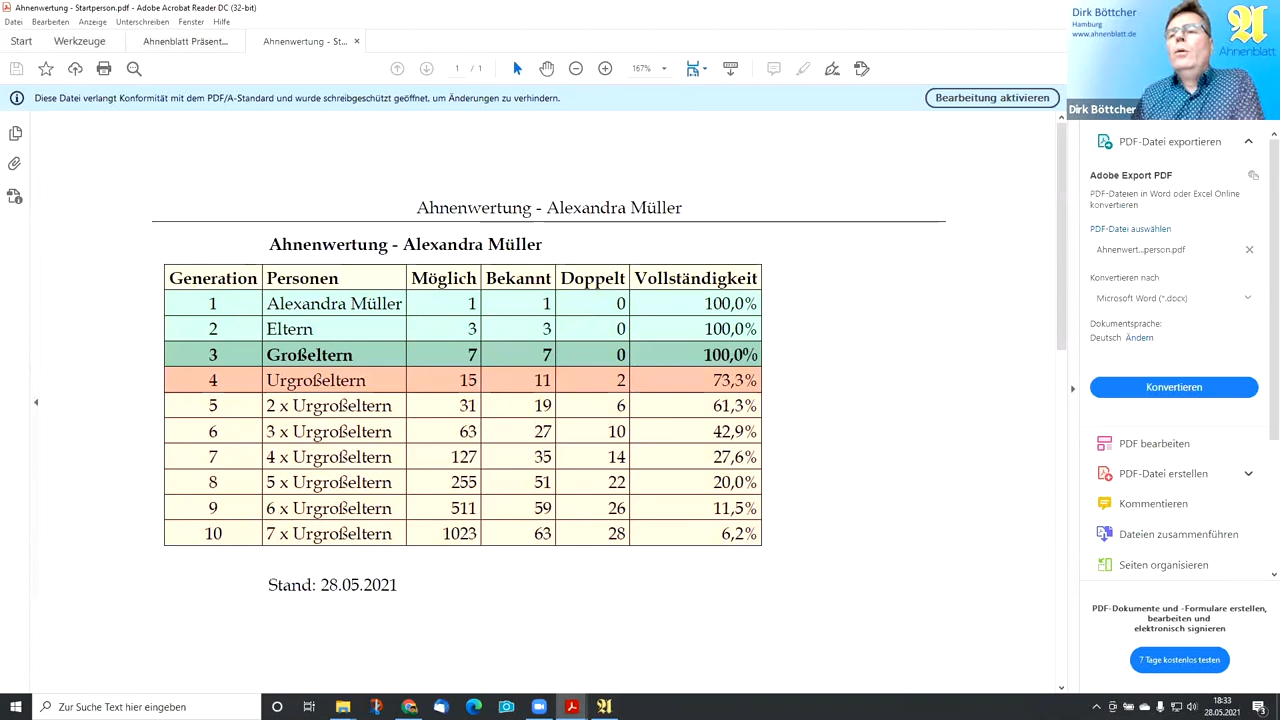 Ahnenwertung - Startperson.pdf - Adobe Acrobat Reader DC (32-bit)
Datei Bearbeiten Anzeige Unterschreiben Fenster Hilfe
Start Werkzeuge Ahnenblatt Präsent... Ahnenwertung - St... ×
1 / 1 167%
Diese Datei verlangt Konformität mit dem PDF/A-Standard und wurde schreibgeschützt geöffnet, um Änderungen zu verhindern. Bearbeitung aktivieren
Dirk Böttcher
Hamburg
www.ahnenblatt.de
Ahnenblatt
Dirk Böttcher
Ahnenwertung - Alexandra Müller
Ahnenwertung - Alexandra Müller
Generation Personen Möglich Bekannt Doppelt Vollständigkeit
1 Alexandra Müller 1 1 0 100,0%
2 Eltern 3 3 0 100,0%
3 Großeltern 7 7 0 100,0%
4 Urgroßeltern 15 11 2 73,3%
5 2 x Urgroßeltern 31 19 6 61,3%
6 3 x Urgroßeltern 63 27 10 42,9%
7 4 x Urgroßeltern 127 35 14 27,6%
8 5 x Urgroßeltern 255 51 22 20,0%
9 6 x Urgroßeltern 511 59 26 11,5%
10 7 x Urgroßeltern 1023 63 28 6,2%
Stand: 28.05.2021
PDF-Datei exportieren
Adobe Export PDF
PDF-Dateien in Word oder Excel Online
konvertieren
PDF-Datei auswählen
Ahnenwert...person.pdf
Konvertieren nach
Microsoft Word (*.docx)
Dokumentsprache:
Deutsch Ändern
Konvertieren
PDF bearbeiten
PDF-Datei erstellen
Kommentieren
Dateien zusammenführen
Seiten organisieren
PDF-Dokumente und -Formulare erstellen,
bearbeiten und
elektronisch signieren
7 Tage kostenlos testen
Zur Suche Text hier eingeben
18:33
28.05.2021